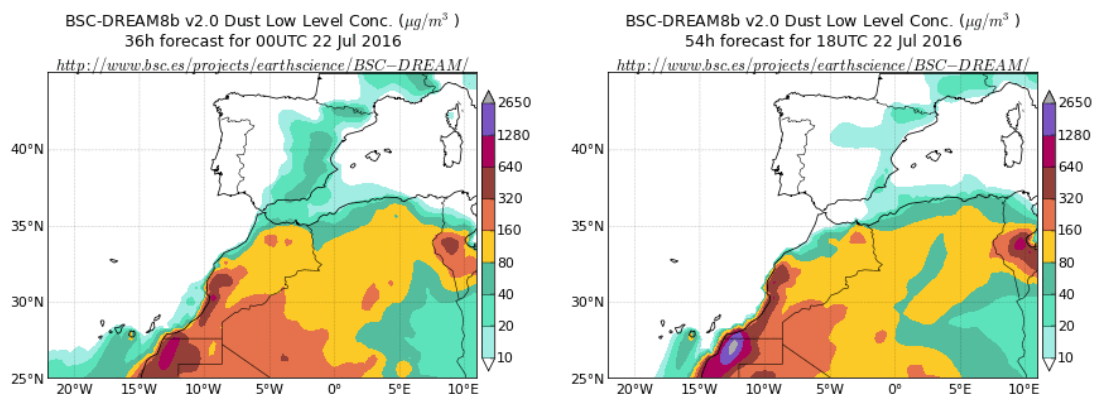 BSC-DREAM8b v2.0 Dust Low Level Conc. (μg/m³ )
36h forecast for 00UTC 22 Jul 2016
http://www.bsc.es/projects/earthscience/BSC−DREAM/
40°N
35°N
30°N
25°N
20°W 15°W 10°W 5°W 0° 5°E 10°E
2650
1280
640
320
160
80
40
20
10
BSC-DREAM8b v2.0 Dust Low Level Conc. (μg/m³ )
54h forecast for 18UTC 22 Jul 2016
http://www.bsc.es/projects/earthscience/BSC−DREAM/
40°N
35°N
30°N
25°N
20°W 15°W 10°W 5°W 0° 5°E 10°E
2650
1280
640
320
160
80
40
20
10